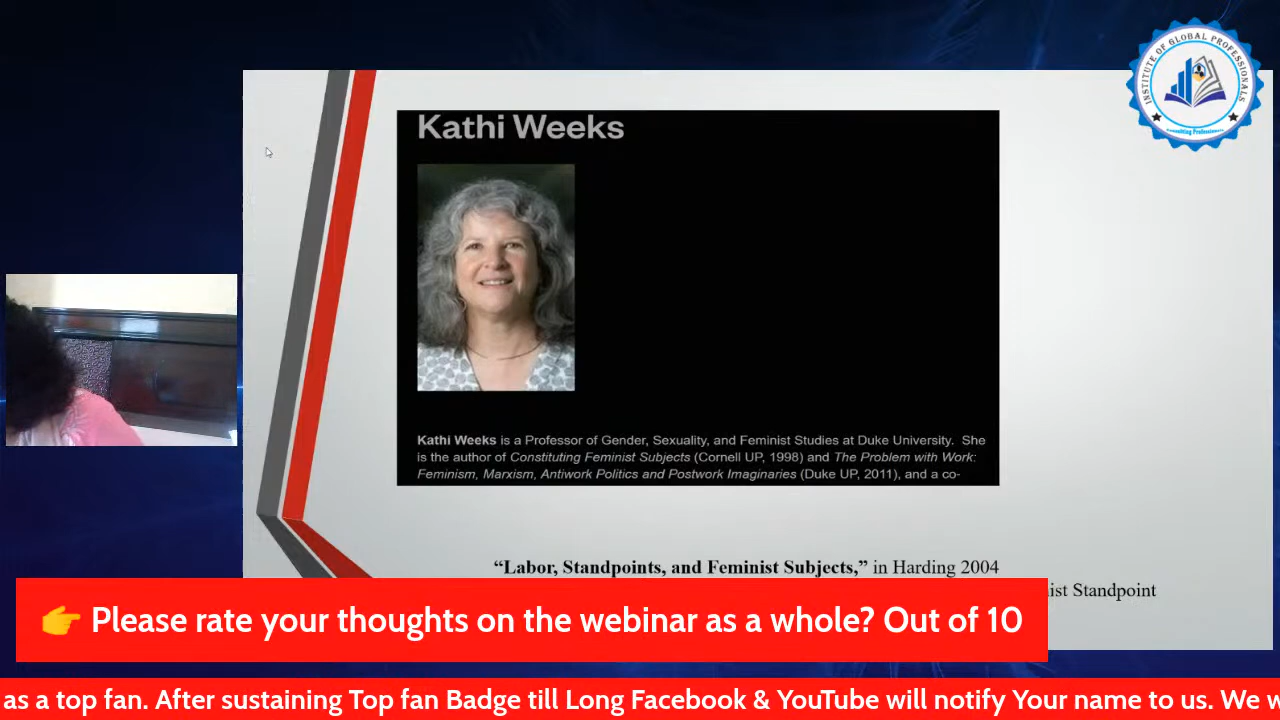 INSTITUTE OF GLOBAL PROFESSIONALS
Consulting Professionals
Kathi Weeks
Kathi Weeks is a Professor of Gender, Sexuality, and Feminist Studies at Duke University. She
is the author of Constituting Feminist Subjects (Cornell UP, 1998) and The Problem with Work:
Feminism, Marxism, Antiwork Politics and Postwork Imaginaries (Duke UP, 2011), and a co-
“Labor, Standpoints, and Feminist Subjects,” in Harding 2004
ist Standpoint
👉 Please rate your thoughts on the webinar as a whole? Out of 10
as a top fan. After sustaining Top fan Badge till Long Facebook & YouTube will notify Your name to us. We w